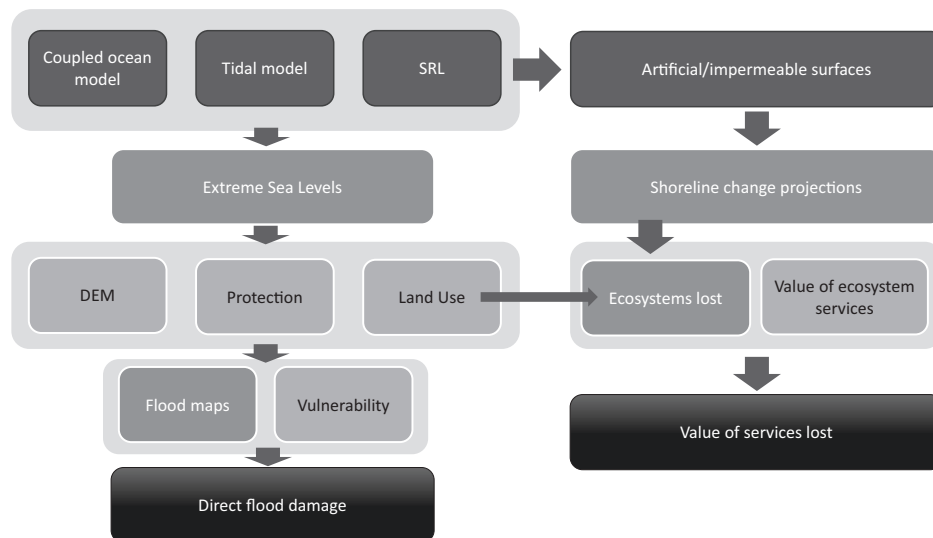 Coupled ocean
model
Tidal model
SRL
Artificial/impermeable surfaces
Extreme Sea Levels
Shoreline change projections
DEM
Protection
Land Use
Ecosystems lost
Value of ecosystem
services
Flood maps
Vulnerability
Value of services lost
Direct flood damage